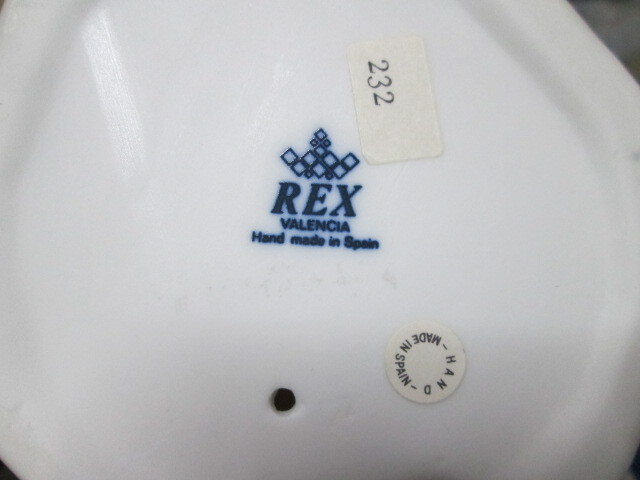 232
REX
VALENCIA
Hand made in Spain
HAND
-MADE IN SPAIN-